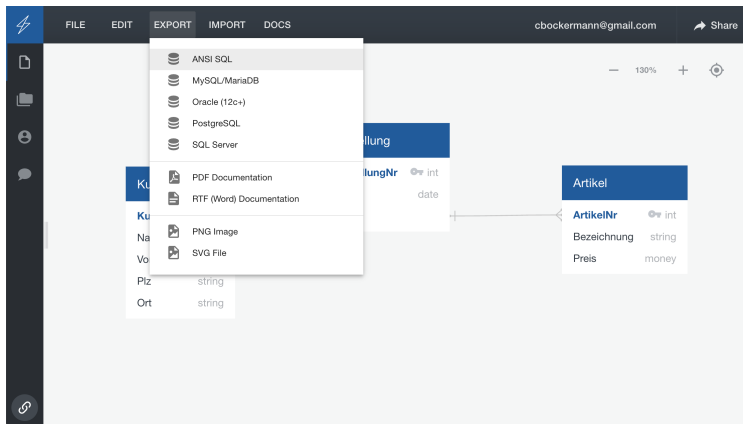 FILE EDIT EXPORT IMPORT DOCS cbockermann@gmail.com Share
130%
ANSI SQL
MySQL/MariaDB
Oracle (12c+)
PostgreSQL
SQL Server
PDF Documentation
RTF (Word) Documentation
PNG Image
SVG File
Ku
Ku
Na
Vo
Plz string
Ort string
llung
llungNr int
date
Artikel
ArtikelNr int
Bezeichnung string
Preis money